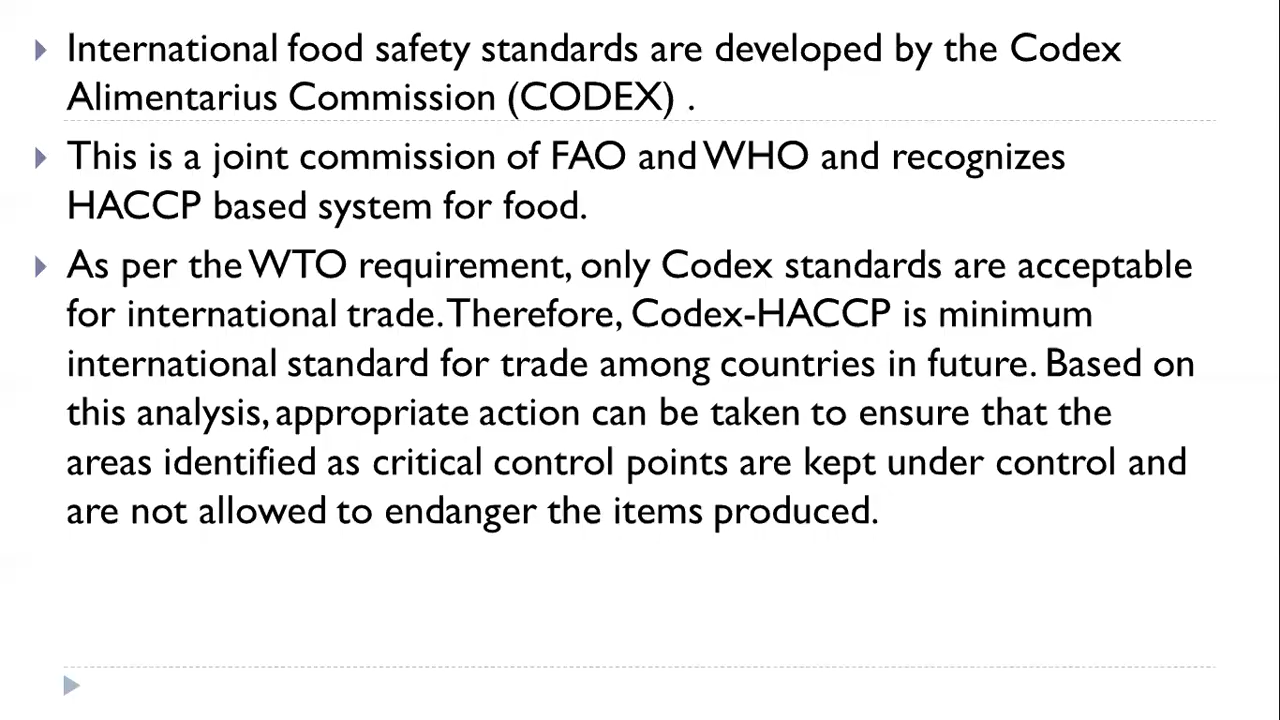 International food safety standards are developed by the Codex
Alimentarius Commission (CODEX) .
This is a joint commission of FAO and WHO and recognizes
HACCP based system for food.
As per the WTO requirement, only Codex standards are acceptable
for international trade. Therefore, Codex-HACCP is minimum
international standard for trade among countries in future. Based on
this analysis, appropriate action can be taken to ensure that the
areas identified as critical control points are kept under control and
are not allowed to endanger the items produced.